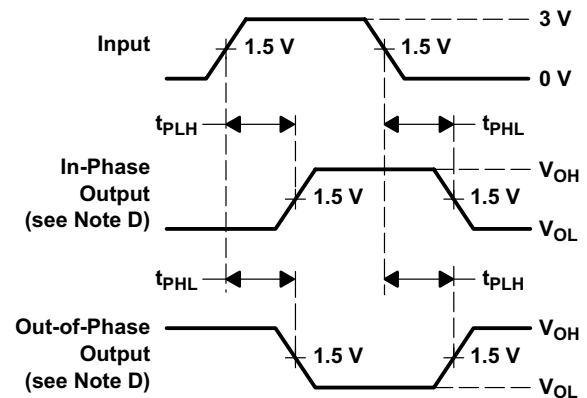 3 V
Input
1.5 V
1.5 V
0 V
tPLH
tPHL
In-Phase
Output
(see Note D)
VOH
1.5 V
1.5 V
VOL
tPHL
tPLH
Out-of-Phase
Output
(see Note D)
VOH
1.5 V
1.5 V
VOL